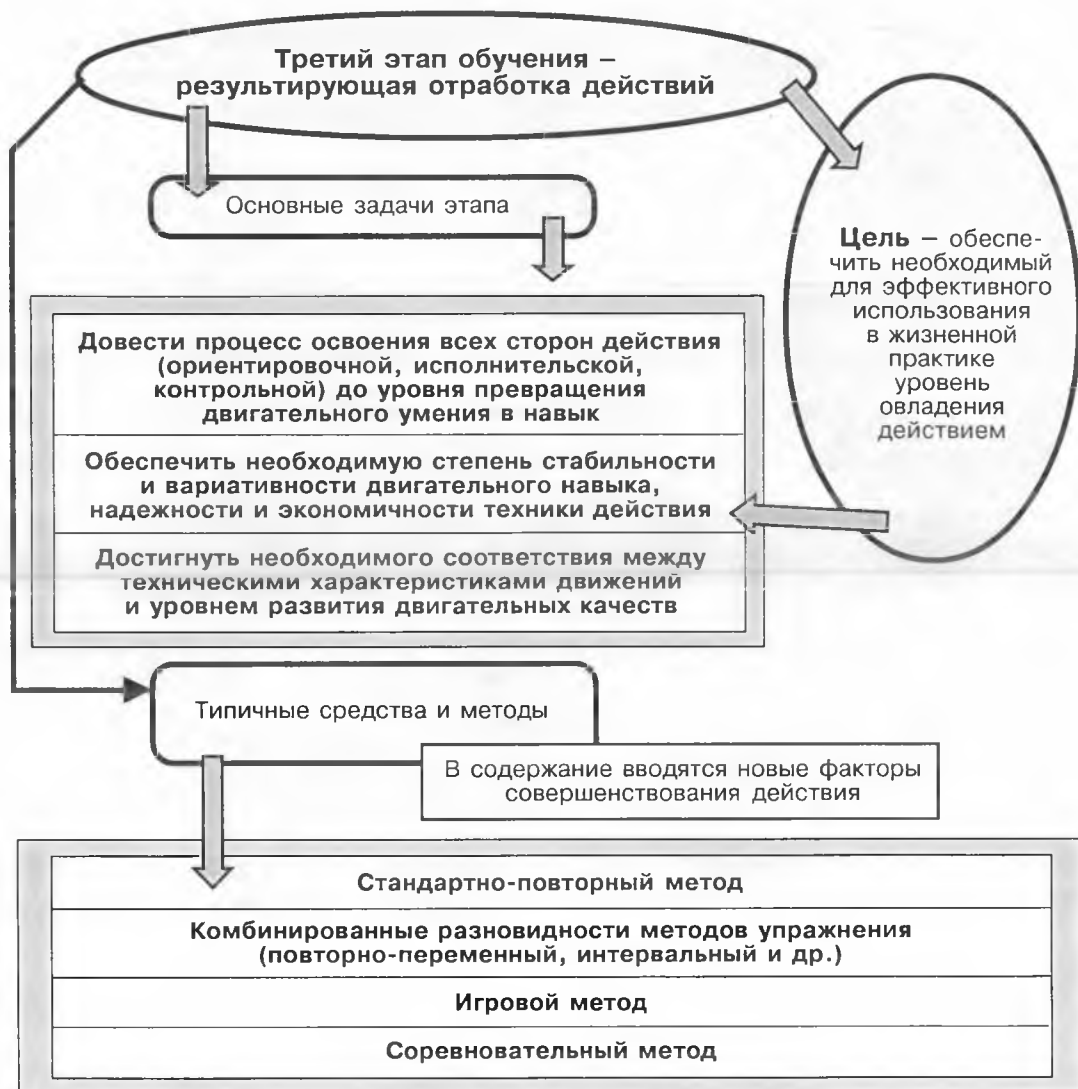 Третий этап обучения –
результирующая отработка действий
Основные задачи этапа
Цель – обеспе-
чить необходимый
для эффективного
использования
в жизненной
практике
уровень
овладения
действием
Довести процесс освоения всех сторон действия
(ориентировочной, исполнительской,
контрольной) до уровня превращения
двигательного умения в навык
Обеспечить необходимую степень стабильности
и вариативности двигательного навыка,
надежности и экономичности техники действия
Достигнуть необходимого соответствия между
техническими характеристиками движений
и уровнем развития двигательных качеств
Типичные средства и методы
В содержание вводятся новые факторы
совершенствования действия
Стандартно-повторный метод
Комбинированные разновидности методов упражнения
(повторно-переменный, интервальный и др.)
Игровой метод
Соревновательный метод